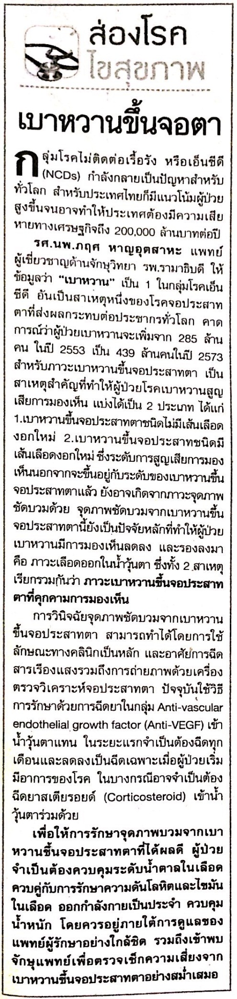 ส่องโรค
ไขสุขภาพ
เบาหวานขึ้นจอตา
กลุ่มโรคไม่ติดต่อเรื้อรัง หรือเอ็นซีดี
(NCDs) กำลังกลายเป็นปัญหาสำหรับ
ทั่วโลก สำหรับประเทศไทยก็มีแนวโน้มผู้ป่วย
สูงขึ้นจนอาจทำให้ประเทศต้องมีความเสีย
หายทางเศรษฐกิจถึง 200,000 ล้านบาทต่อปี
รศ.นพ.ภฤศ หาญอุตสาหะ แพทย์
ผู้เชี่ยวชาญด้านจักษุวิทยา รพ.รามาธิบดี ให้
ข้อมูลว่า “เบาหวาน” เป็น 1 ในกลุ่มโรคเอ็น
ซีดี อันเป็นสาเหตุหนึ่งของโรคจอประสาท
ตาที่ส่งผลกระทบต่อประชากรทั่วโลก คาด
การณ์ว่าผู้ป่วยเบาหวานจะเพิ่มจาก 285 ล้าน
คน ในปี 2553 เป็น 439 ล้านคนในปี 2573
สำหรับภาวะเบาหวานขึ้นจอประสาทตา เป็น
สาเหตุสำคัญที่ทำให้ผู้ป่วยโรคเบาหวานสูญ
เสียการมองเห็น แบ่งได้เป็น 2 ประเภท ได้แก่
1.เบาหวานขึ้นจอประสาทตาชนิดไม่มีเส้นเลือด
งอกใหม่ 2.เบาหวานขึ้นจอประสาทชนิดมี
เส้นเลือดงอกใหม่ ซึ่งระดับการสูญเสียการมอง
เห็นนอกจากจะขึ้นอยู่กับระดับของเบาหวานขึ้น
จอประสาทตาแล้ว ยังอาจเกิดจากภาวะจุดภาพ
ชัดบวมด้วย จุดภาพชัดบวมจากเบาหวานขึ้น
จอประสาทตานี้ยังเป็นปัจจัยหลักที่ทำให้ผู้ป่วย
เบาหวานมีการมองเห็นลดลง และรองลงมา
คือ ภาวะเลือดออกในน้ำวุ้นตา ซึ่งทั้ง 2 สาเหตุ
เรียกรวมกันว่า ภาวะเบาหวานขึ้นจอประสาท
ตาที่คุกคามการมองเห็น
การวินิจฉัยจุดภาพชัดบวมจากเบาหวาน
ขึ้นจอประสาทตา สามารถทำได้โดยการใช้
ลักษณะทางคลินิกเป็นหลัก และอาศัยการฉีด
สารเรืองแสงรวมถึงการถ่ายภาพด้วยเครื่อง
ตรวจวิเคราะห์จอประสาทตา ปัจจุบันใช้วิธี
การรักษาด้วยการฉีดยาในกลุ่ม Anti-vascular
endothelial growth factor (Anti-VEGF) เข้า
น้ำวุ้นตาแทน ในระยะแรกจำเป็นต้องฉีดทุก
เดือนและลดลงเป็นฉีดเฉพาะเมื่อผู้ป่วยเริ่ม
มีอาการของโรค ในบางกรณีอาจจำเป็นต้อง
ฉีดยาสเตียรอยด์ (Corticosteroid) เข้าน้ำ
วุ้นตาร่วมด้วย
เพื่อให้การรักษาจุดภาพบวมจากเบา
หวานขึ้นจอประสาทตาที่ได้ผลดี ผู้ป่วย
จำเป็นต้องควบคุมระดับน้ำตาลในเลือด
ควบคู่กับการรักษาความดันโลหิตและไขมัน
ในเลือด ออกกำลังกายเป็นประจำ ควบคุม
น้ำหนัก โดยควรอยู่ภายใต้การดูแลของ
แพทย์ผู้รักษาอย่างใกล้ชิด รวมถึงเข้าพบ
จักษุแพทย์เพื่อตรวจเช็กความเสี่ยงจาก
เบาหวานขึ้นจอประสาทตาอย่างสม่ำเสมอ